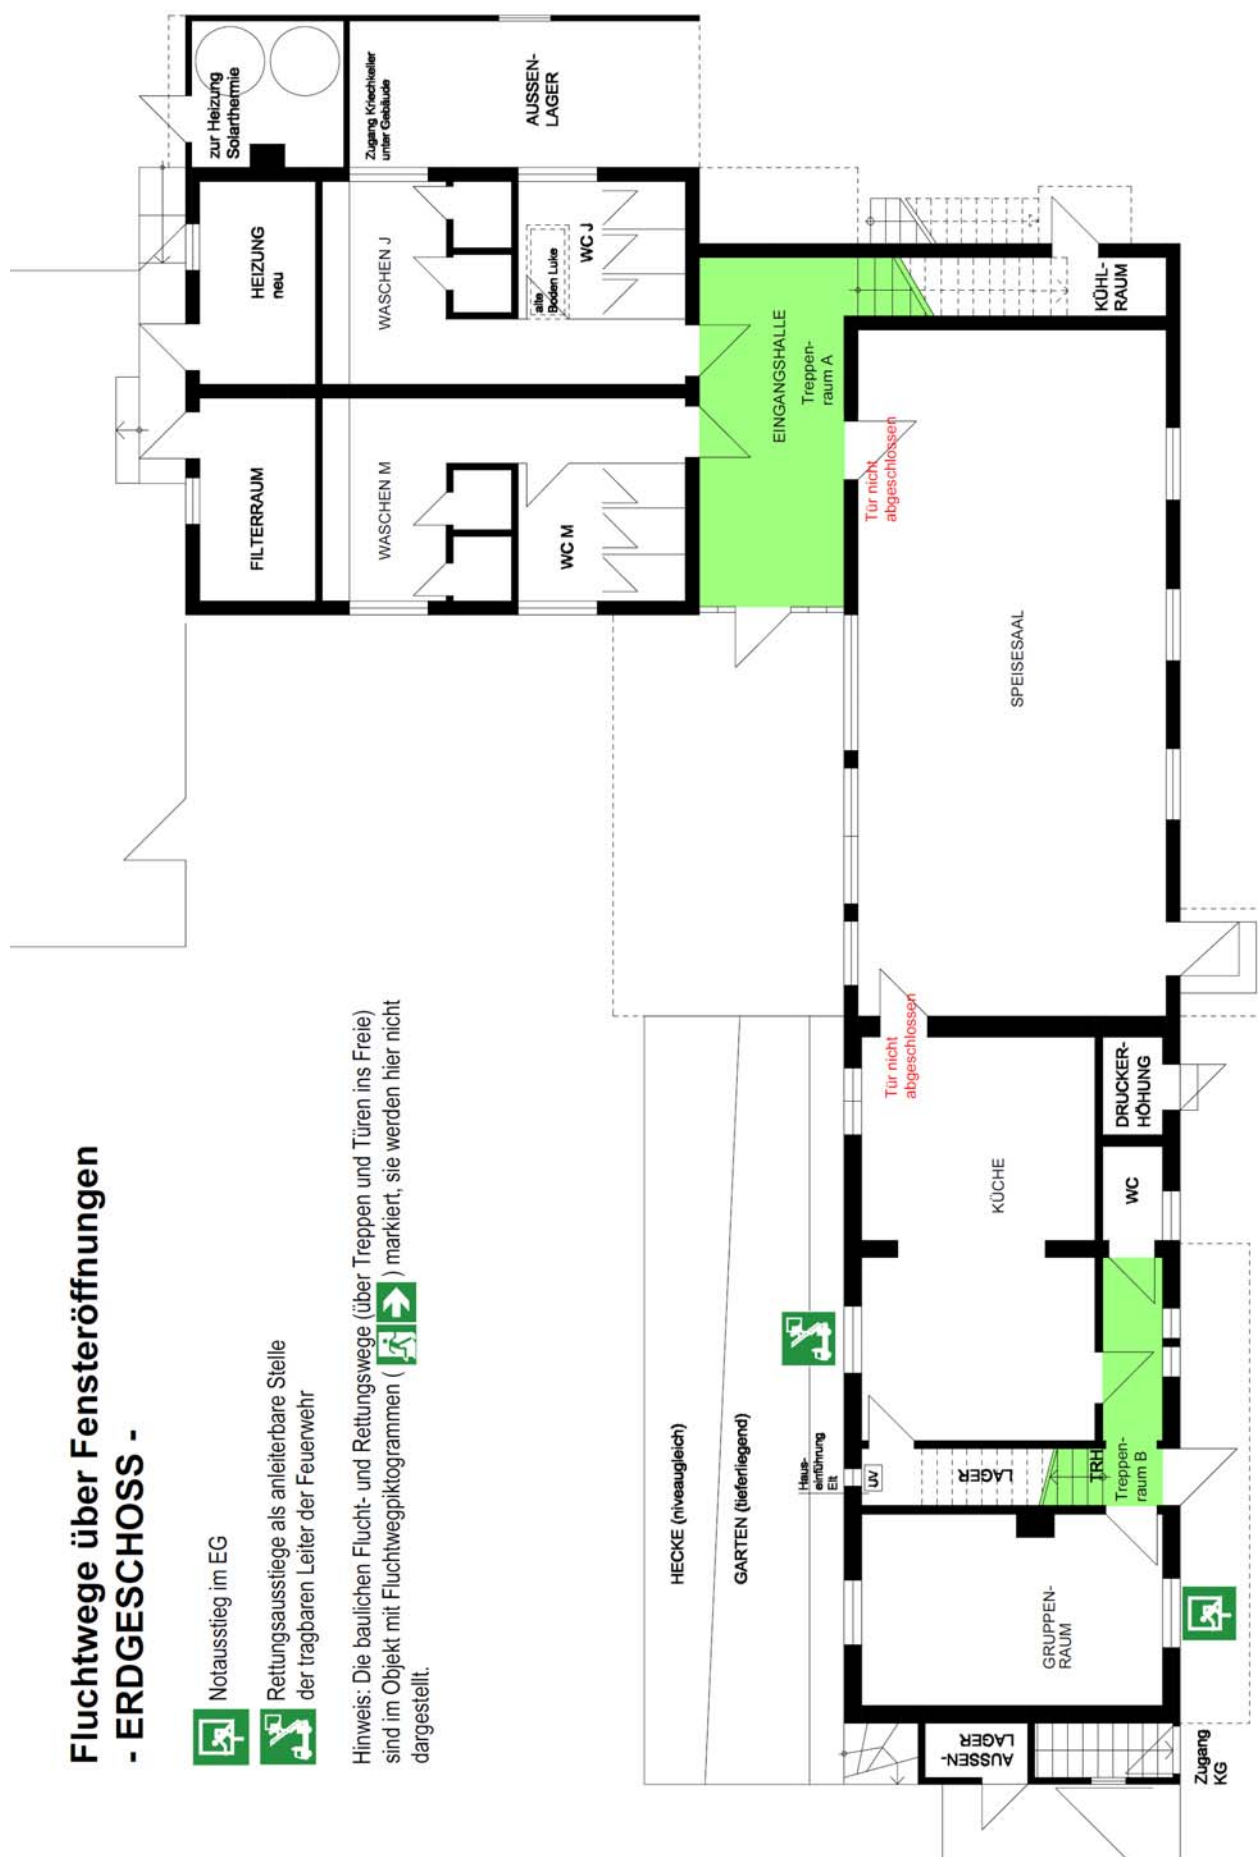 Fluchtwege über Fensteröffnungen
- ERDGESCHOSS -
Notausstieg im EG
Rettungsausstiege als anleiterbare Stelle
der tragbaren Leiter der Feuerwehr
Hinweis: Die baulichen Flucht- und Rettungswege (über Treppen und Türen ins Freie)
sind im Objekt mit Fluchtwegpiktogrammen ( ) markiert, sie werden hier nicht
dargestellt.
zur Heizung
Solarthermie
Zugang Kriechkeller
unter Gebäude
AUSSEN-
LAGER
HEIZUNG
neu
WASCHEN J
alte
Boden Luke
WC J
FILTERRAUM
WASCHEN M
WC M
EINGANGSHALLE
Treppen-
raum A
KÜHL-
RAUM
Tür nicht
abgeschlossen
SPEISESAAL
Tür nicht
abgeschlossen
DRUCKER-
HÖHUNG
KÜCHE
WC
HECKE (niveaugleich)
GARTEN (tieferliegend)
Haus-
einführung
Elt
UV
LAGER
TRH
Treppen-
raum B
GRUPPEN-
RAUM
AUSSEN-
LAGER
Zugang
KG